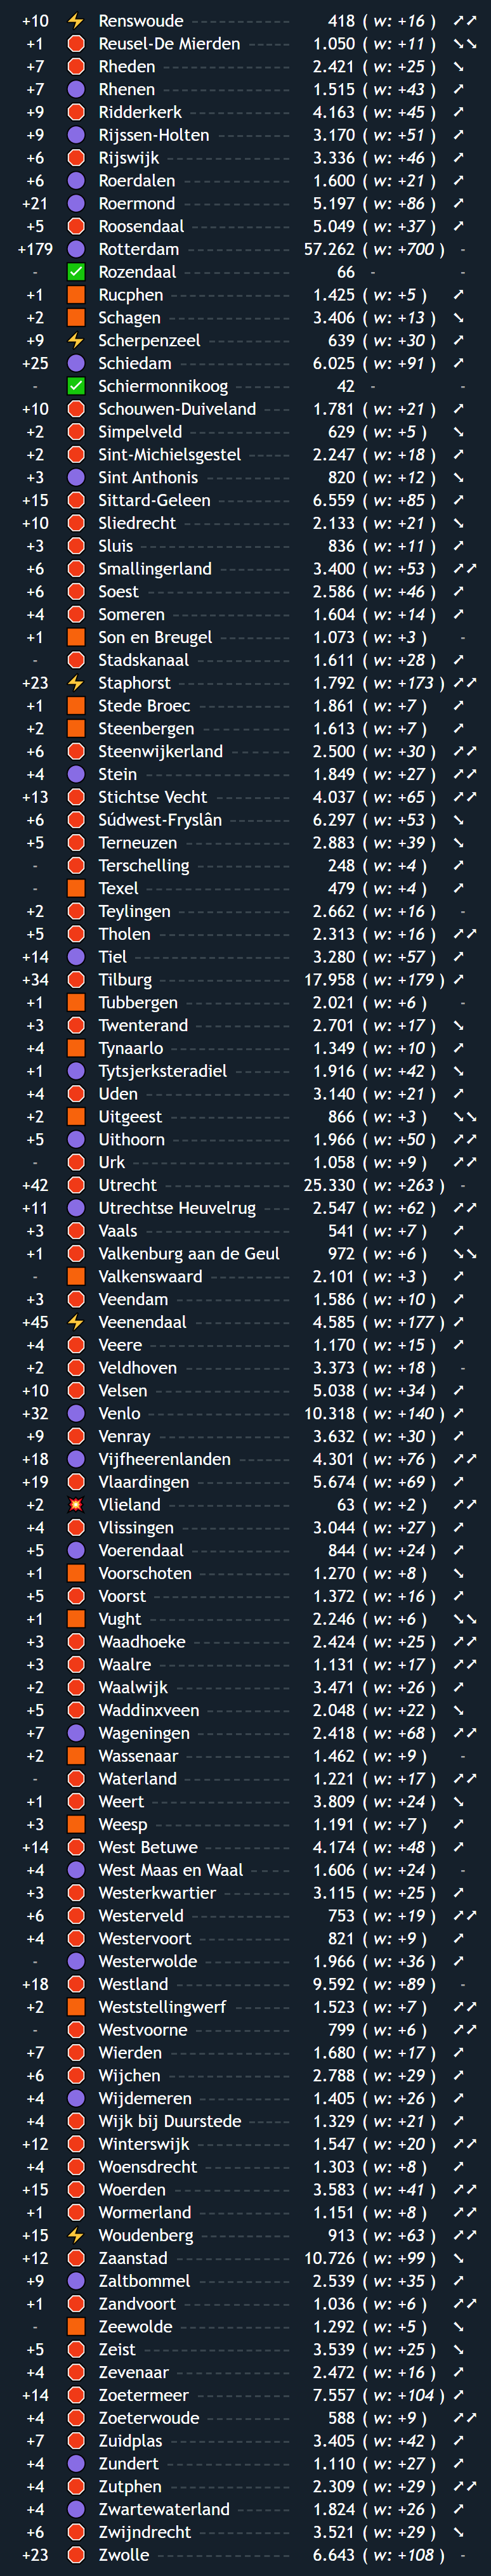 +10 ⚡ Renswoude ----------- 418 ( w: +16 ) ↗↗
+1 🛑 Reusel-De Mierden ----- 1.050 ( w: +11 ) ↘↘
+7 🛑 Rheden -------------- 2.421 ( w: +25 ) ↘
+7 🟣 Rhenen -------------- 1.515 ( w: +43 ) ↗
+9 🛑 Ridderkerk ----------- 4.163 ( w: +45 ) ↗
+9 🟣 Rijssen-Holten -------- 3.170 ( w: +51 ) ↗
+6 🛑 Rijswijk -------------- 3.336 ( w: +46 ) ↗
+6 🟣 Roerdalen ------------ 1.600 ( w: +21 ) ↗
+21 🟣 Roermond ------------ 5.197 ( w: +86 ) ↗
+5 🛑 Roosendaal ----------- 5.049 ( w: +37 ) ↗
+179 🟣 Rotterdam ----------- 57.262 ( w: +700 ) -
- ✅ Rozendaal ------------ 66 - -
+1 🟧 Rucphen ------------- 1.425 ( w: +5 ) ↗
+2 🟧 Schagen ------------- 3.406 ( w: +13 ) ↘
+9 ⚡ Scherpenzeel --------- 639 ( w: +30 ) ↗
+25 🟣 Schiedam ------------ 6.025 ( w: +91 ) ↗
- ✅ Schiermonnikoog ------ 42 - -
+10 🛑 Schouwen-Duiveland --- 1.781 ( w: +21 ) ↗
+2 🛑 Simpelveld ----------- 629 ( w: +5 ) ↘
+2 🛑 Sint-Michielsgestel ----- 2.247 ( w: +18 ) ↗
+3 🟣 Sint Anthonis --------- 820 ( w: +12 ) ↘
+15 🛑 Sittard-Geleen -------- 6.559 ( w: +85 ) ↗
+10 🛑 Sliedrecht ------------ 2.133 ( w: +21 ) ↘
+3 🛑 Sluis ---------------- 836 ( w: +11 ) ↗
+6 🛑 Smallingerland -------- 3.400 ( w: +53 ) ↗↗
+6 🛑 Soest ---------------- 2.586 ( w: +46 ) ↗
+4 🛑 Someren ------------- 1.604 ( w: +14 ) ↗
+1 🟧 Son en Breugel -------- 1.073 ( w: +3 ) -
- 🛑 Stadskanaal ---------- 1.611 ( w: +28 ) ↗
+23 ⚡ Staphorst ------------ 1.792 ( w: +173 ) ↗↗
+1 🟧 Stede Broec ---------- 1.861 ( w: +7 ) ↗
+2 🟧 Steenbergen ---------- 1.613 ( w: +7 ) ↗
+6 🛑 Steenwijkerland ------- 2.500 ( w: +30 ) ↗↗
+4 🟣 Stein ---------------- 1.849 ( w: +27 ) ↗↗
+13 🛑 Stichtse Vecht -------- 4.037 ( w: +65 ) ↗↗
+6 🛑 Súdwest-Fryslân ------- 6.297 ( w: +53 ) ↘
+5 🛑 Terneuzen ------------ 2.883 ( w: +39 ) ↘
- 🛑 Terschelling ---------- 248 ( w: +4 ) ↗
- 🟧 Texel ---------------- 479 ( w: +4 ) ↗
+2 🛑 Teylingen ------------ 2.662 ( w: +16 ) -
+5 🛑 Tholen -------------- 2.313 ( w: +16 ) ↗↗
+14 🟣 Tiel ----------------- 3.280 ( w: +57 ) ↗
+34 🛑 Tilburg -------------- 17.958 ( w: +179 ) ↗
+1 🟧 Tubbergen ------------ 2.021 ( w: +6 ) -
+3 🛑 Twenterand ----------- 2.701 ( w: +17 ) ↘
+4 🟧 Tynaarlo ------------- 1.349 ( w: +10 ) ↗
+1 🟣 Tytsjerksteradiel ------ 1.916 ( w: +42 ) ↘
+4 🛑 Uden ---------------- 3.140 ( w: +21 ) ↗
+2 🟧 Uitgeest ------------- 866 ( w: +3 ) ↘↘
+5 🟣 Uithoorn ------------- 1.966 ( w: +50 ) ↗↗
- 🛑 Urk ----------------- 1.058 ( w: +9 ) ↗↗
+42 🛑 Utrecht -------------- 25.330 ( w: +263 ) -
+11 🟣 Utrechtse Heuvelrug --- 2.547 ( w: +62 ) ↗↗
+3 🛑 Vaals ---------------- 541 ( w: +7 ) ↗
+1 🛑 Valkenburg aan de Geul 972 ( w: +6 ) ↘↘
- 🟧 Valkenswaard --------- 2.101 ( w: +3 ) ↗
+3 🛑 Veendam ------------- 1.586 ( w: +10 ) ↗
+45 ⚡ Veenendaal ----------- 4.585 ( w: +177 ) ↗
+4 🛑 Veere ---------------- 1.170 ( w: +15 ) ↗
+2 🛑 Veldhoven ------------ 3.373 ( w: +18 ) -
+10 🛑 Velsen --------------- 5.038 ( w: +34 ) ↗
+32 🟣 Venlo ---------------- 10.318 ( w: +140 ) ↗
+9 🛑 Venray --------------- 3.632 ( w: +30 ) ↗
+18 🟣 Vijfheerenlanden ------ 4.301 ( w: +76 ) ↗↗
+19 🛑 Vlaardingen ---------- 5.674 ( w: +69 ) ↗
+2 💥 Vlieland ------------- 63 ( w: +2 ) ↗↗
+4 🛑 Vlissingen ------------ 3.044 ( w: +27 ) ↗
+5 🟣 Voerendaal ----------- 844 ( w: +24 ) ↗
+1 🟧 Voorschoten ---------- 1.270 ( w: +8 ) ↘
+5 🛑 Voorst --------------- 1.372 ( w: +16 ) ↗
+1 🟧 Vught ---------------- 2.246 ( w: +6 ) ↘↘
+3 🛑 Waadhoeke ----------- 2.424 ( w: +25 ) ↗↗
+3 🛑 Waalre --------------- 1.131 ( w: +17 ) ↗↗
+2 🛑 Waalwijk ------------- 3.471 ( w: +26 ) ↗
+5 🛑 Waddinxveen --------- 2.048 ( w: +22 ) ↘
+7 🟣 Wageningen ---------- 2.418 ( w: +68 ) ↗↗
+2 🟧 Wassenaar ------------ 1.462 ( w: +9 ) -
- 🛑 Waterland ------------ 1.221 ( w: +17 ) ↗↗
+1 🛑 Weert ---------------- 3.809 ( w: +24 ) ↘
+3 🟧 Weesp --------------- 1.191 ( w: +7 ) ↗
+14 🛑 West Betuwe ---------- 4.174 ( w: +48 ) ↗
+4 🟣 West Maas en Waal ---- 1.606 ( w: +24 ) -
+3 🛑 Westerkwartier -------- 3.115 ( w: +25 ) ↗
+6 🛑 Westerveld ----------- 753 ( w: +19 ) ↗↗
+4 🛑 Westervoort ---------- 821 ( w: +9 ) ↗
- 🟣 Westerwolde --------- 1.966 ( w: +36 ) ↗
+18 🛑 Westland ------------- 9.592 ( w: +89 ) -
+2 🟧 Weststellingwerf ------ 1.523 ( w: +7 ) ↗↗
- 🛑 Westvoorne ---------- 799 ( w: +6 ) ↗↗
+7 🛑 Wierden -------------- 1.680 ( w: +17 ) ↗
+6 🛑 Wijchen -------------- 2.788 ( w: +29 ) ↗
+4 🟣 Wijdemeren ---------- 1.405 ( w: +26 ) ↗
+4 🛑 Wijk bij Duurstede ----- 1.329 ( w: +21 ) ↗
+12 🛑 Winterswijk ----------- 1.547 ( w: +20 ) ↗↗
+4 🛑 Woensdrecht ---------- 1.303 ( w: +8 ) ↗
+15 🛑 Woerden ------------- 3.583 ( w: +41 ) ↗↗
+1 🛑 Wormerland ---------- 1.151 ( w: +8 ) ↗↗
+15 ⚡ Woudenberg ---------- 913 ( w: +63 ) ↗↗
+12 🛑 Zaanstad ------------- 10.726 ( w: +99 ) ↘
+9 🟣 Zaltbommel ----------- 2.539 ( w: +35 ) ↗
+1 🛑 Zandvoort ------------ 1.036 ( w: +6 ) ↗↗
- 🟧 Zeewolde ------------ 1.292 ( w: +5 ) ↘
+5 🛑 Zeist ---------------- 3.539 ( w: +25 ) ↘
+4 🛑 Zevenaar ------------- 2.472 ( w: +16 ) ↗
+14 🛑 Zoetermeer ----------- 7.557 ( w: +104 ) ↗
+4 🛑 Zoeterwoude ---------- 588 ( w: +9 ) ↗↗
+7 🛑 Zuidplas ------------- 3.405 ( w: +42 ) ↗
+4 🟣 Zundert -------------- 1.110 ( w: +27 ) ↗
+4 🛑 Zutphen -------------- 2.309 ( w: +29 ) ↗↗
+4 🟣 Zwartewaterland ------ 1.824 ( w: +26 ) ↗
+6 🛑 Zwijndrecht ----------- 3.521 ( w: +29 ) ↘
+23 🛑 Zwolle --------------- 6.643 ( w: +108 ) -